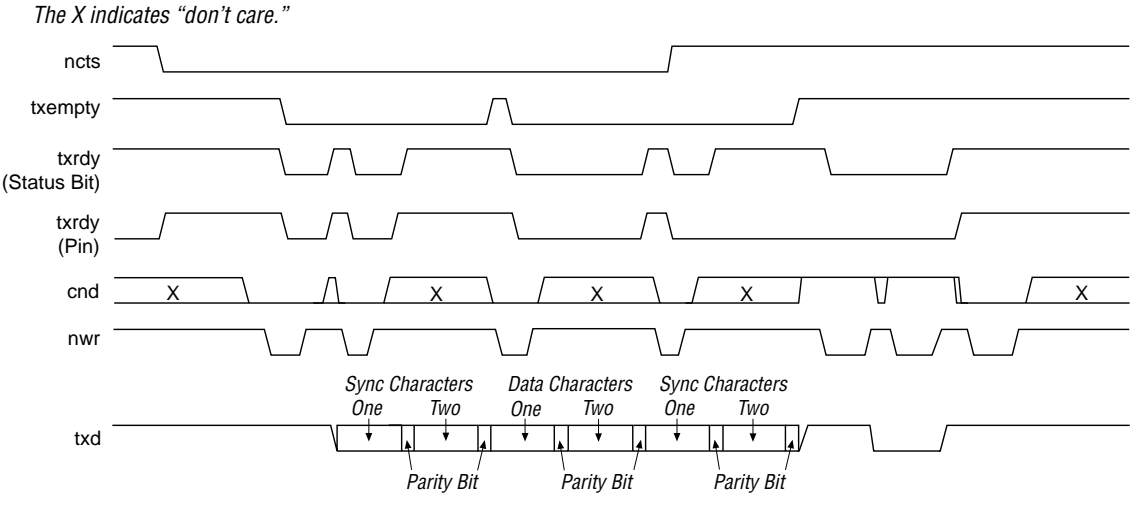 The X indicates “don’t care.”
ncts
txempty
txrdy
(Status Bit)
txrdy
(Pin)
cnd
X
X
X
X
X
nwr
Sync Characters
Data Characters
Sync Characters
One
Two
One
Two
One
Two
txd
Parity Bit
Parity Bit
Parity Bit